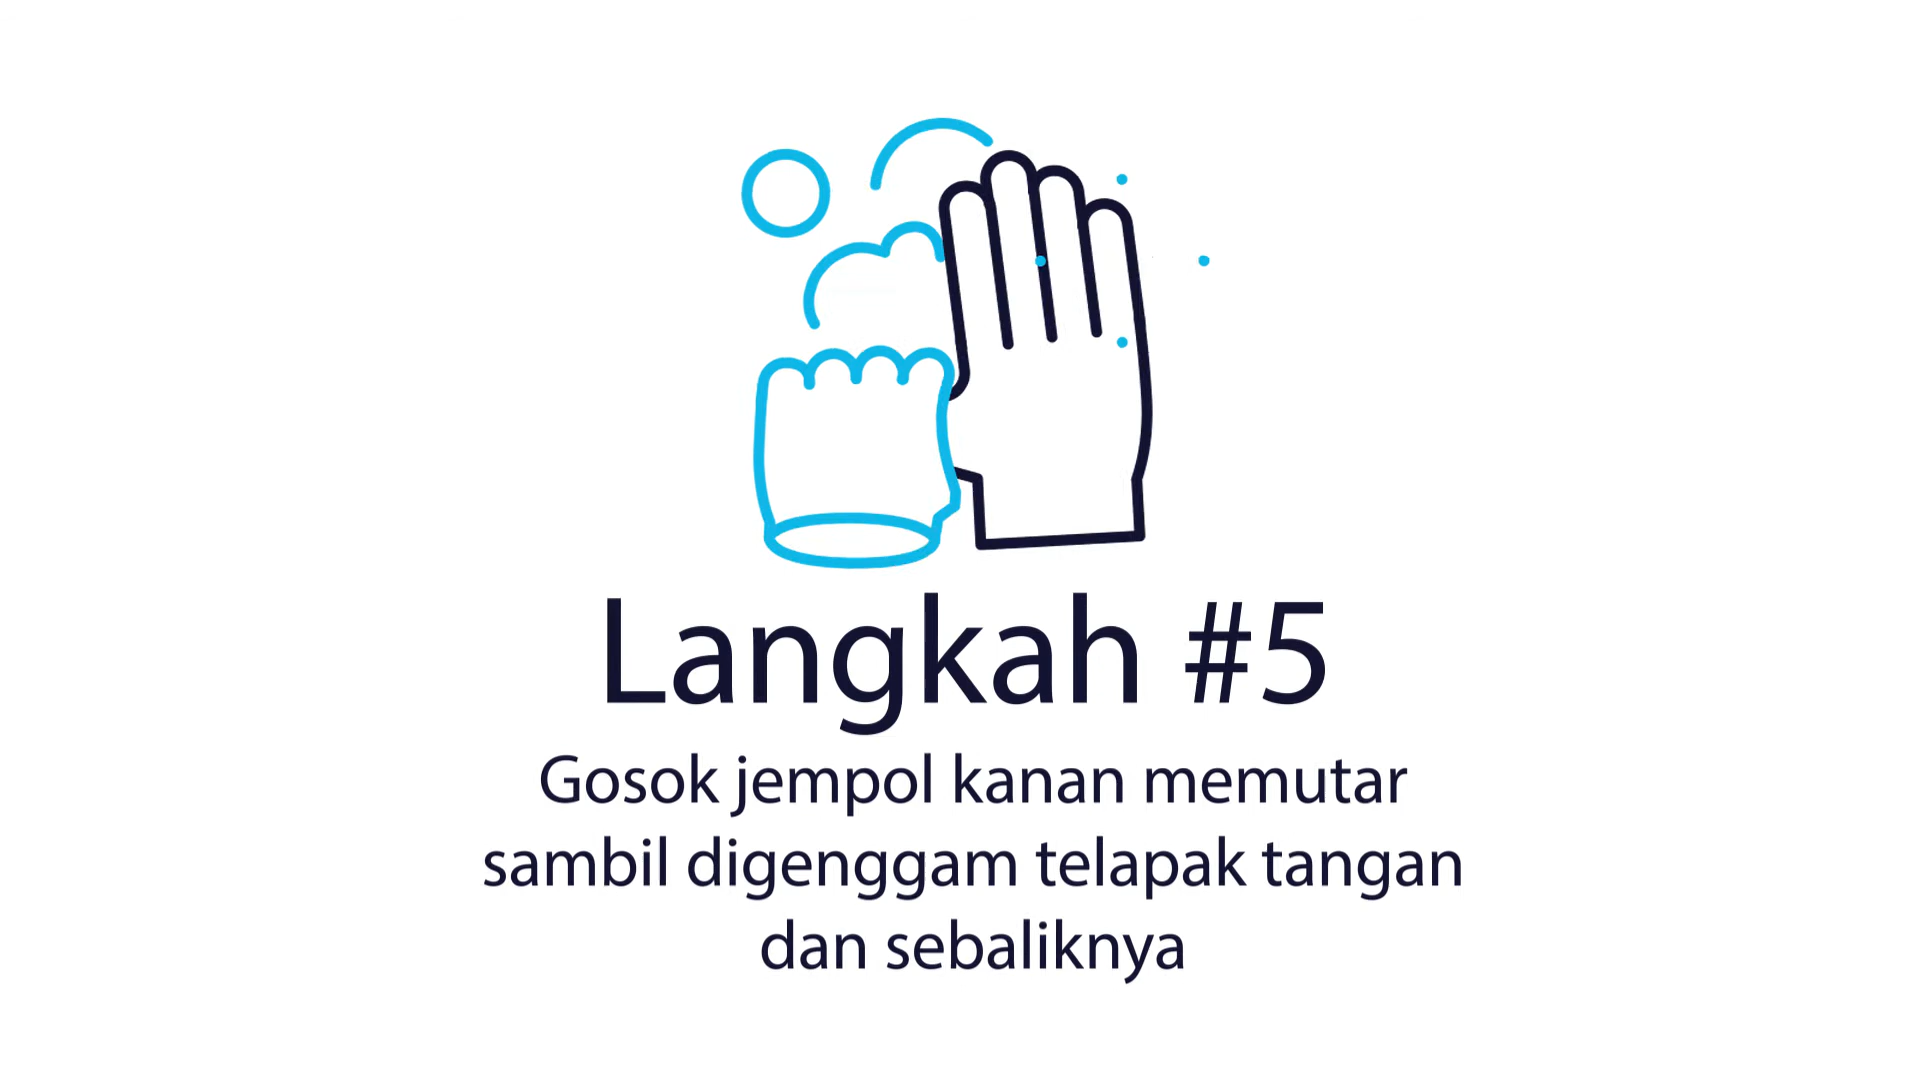 Langkah #5
Gosok jempol kanan memutar
sambil digenggam telapak tangan
dan sebaliknya